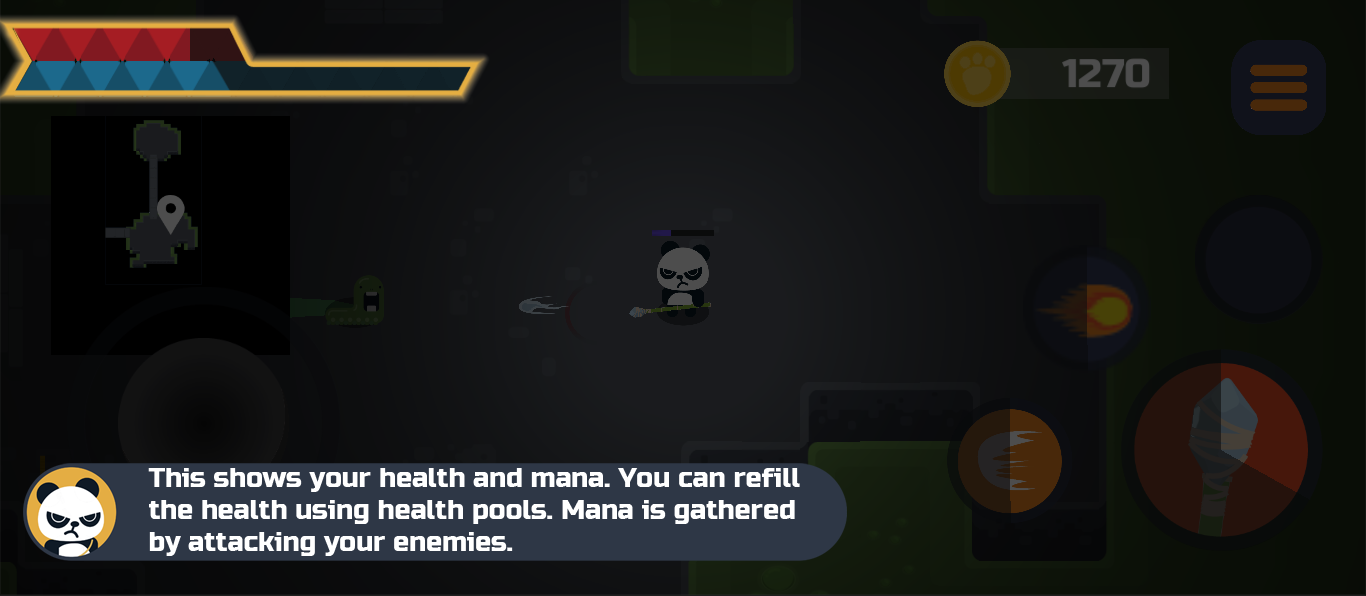 1270
This shows your health and mana. You can refill
the health using health pools. Mana is gathered
by attacking your enemies.